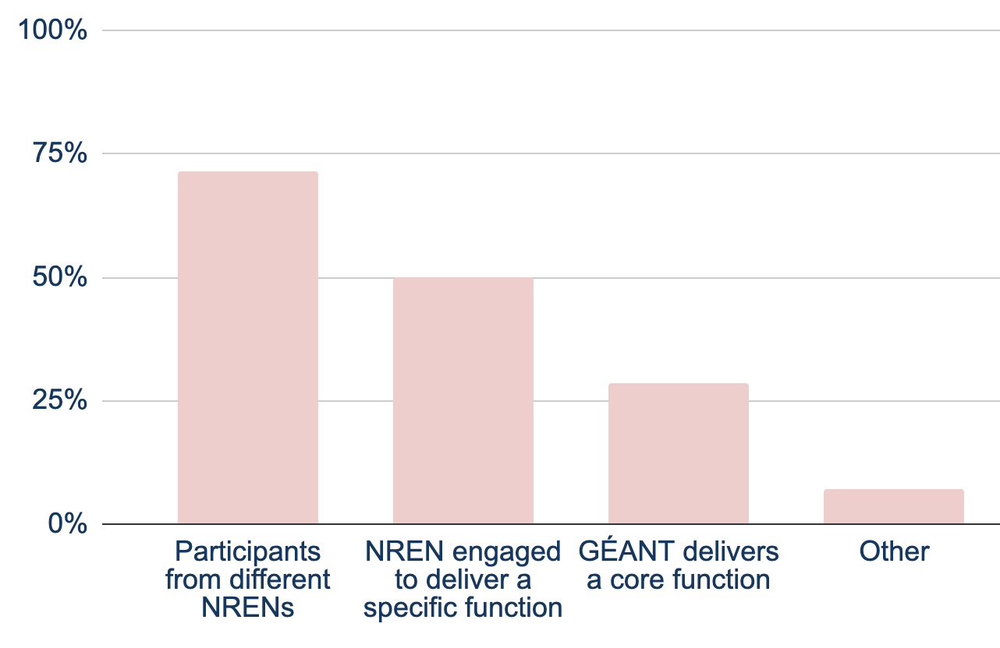 100%
75%
50%
25%
0%
Participants
from different
NRENs
NREN engaged
to deliver a
specific function
GÉANT delivers
a core function
Other